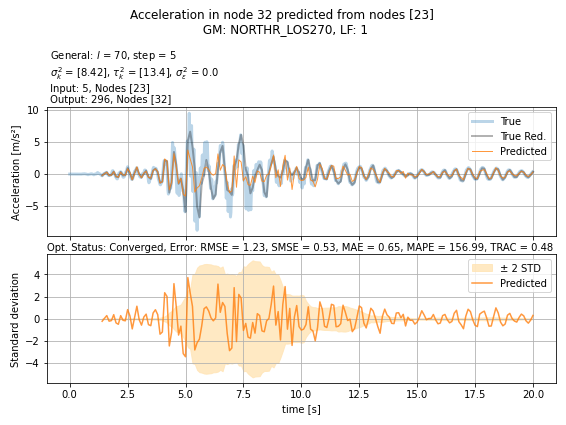 Acceleration in node 32 predicted from nodes [23]
GM: NORTHR_LOS270, LF: 1
General: l = 70, step = 5
σ²ₖ = [8.42], τ²ₖ = [13.4], σ²ε = 0.0
Input: 5, Nodes [23]
Output: 296, Nodes [32]
Acceleration [m/s²]
10
5
0
−5
True
True Red.
Predicted
Opt. Status: Converged, Error: RMSE = 1.23, SMSE = 0.53, MAE = 0.65, MAPE = 156.99, TRAC = 0.48
Standard deviation
4
2
0
−2
−4
± 2 STD
Predicted
0.0 2.5 5.0 7.5 10.0 12.5 15.0 17.5 20.0
time [s]